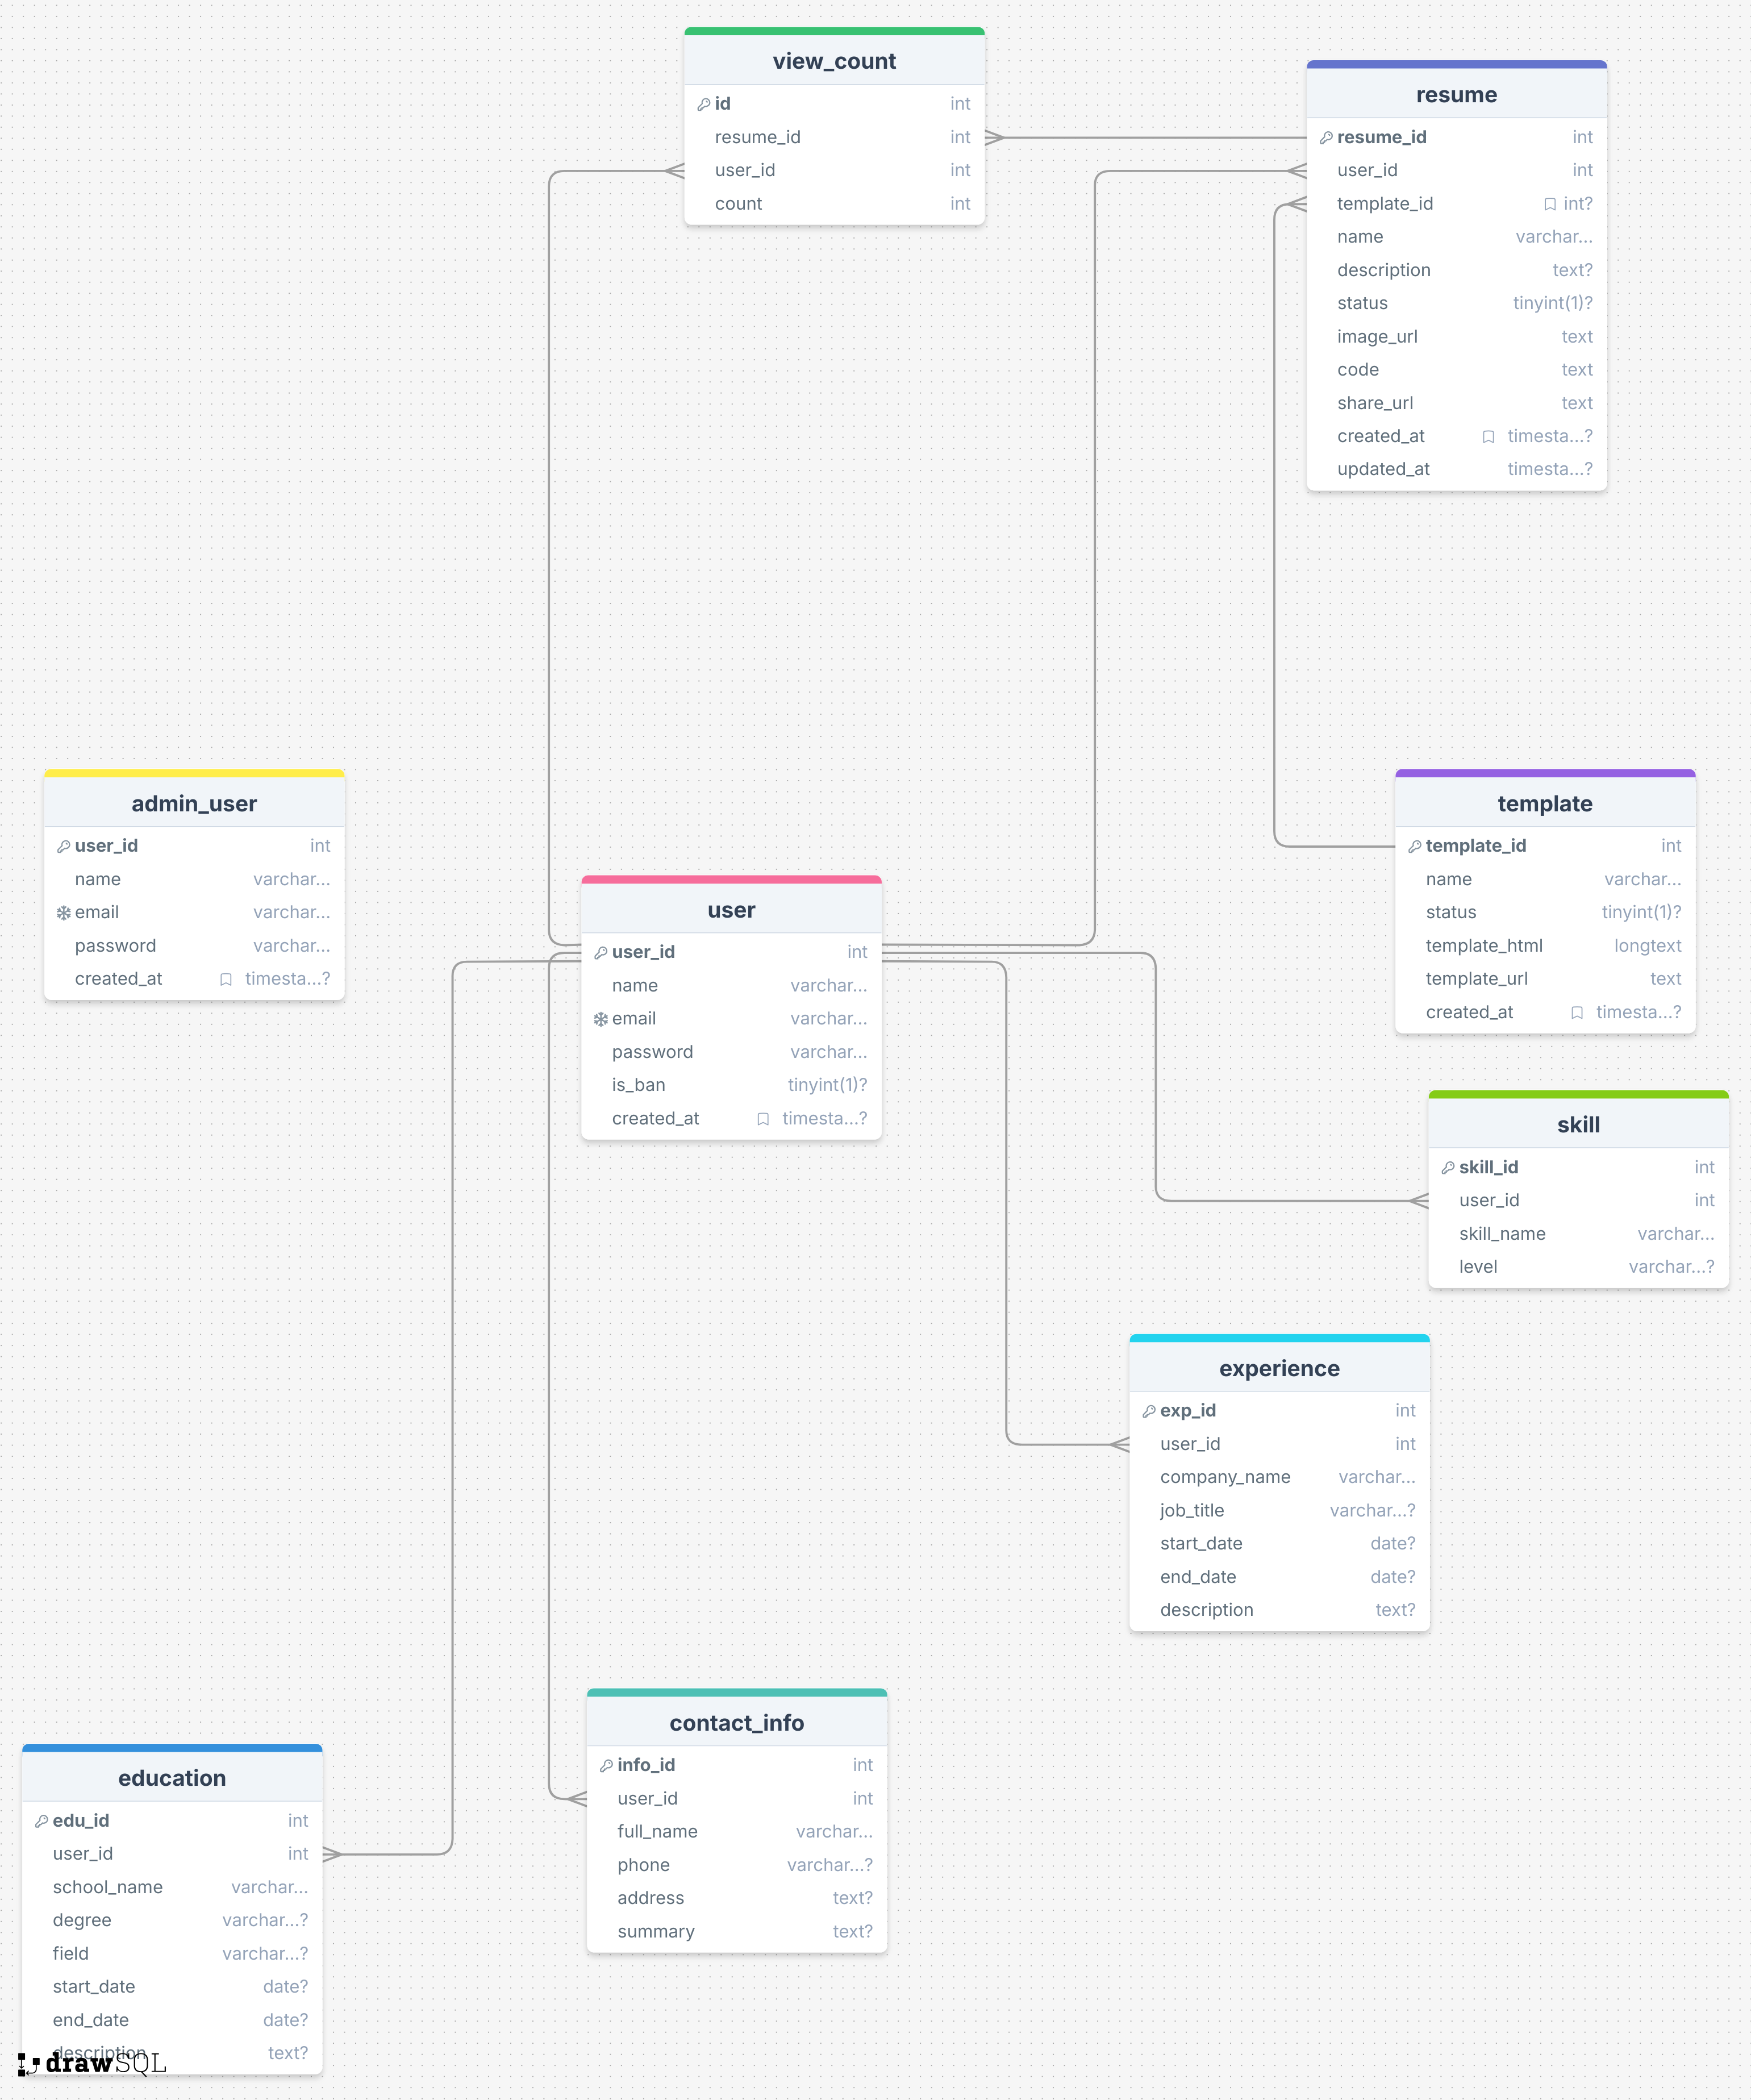 view_count
id int
resume_id int
user_id int
count int
resume
resume_id int
user_id int
template_id int?
name varchar...
description text?
status tinyint(1)?
image_url text
code text
share_url text
created_at timesta...?
updated_at timesta...?
admin_user
user_id int
name varchar...
email varchar...
password varchar...
created_at timesta...?
user
user_id int
name varchar...
email varchar...
password varchar...
is_ban tinyint(1)?
created_at timesta...?
template
template_id int
name varchar...
status tinyint(1)?
template_html longtext
template_url text
created_at timesta...?
skill
skill_id int
user_id int
skill_name varchar...
level varchar...?
experience
exp_id int
user_id int
company_name varchar...
job_title varchar...?
start_date date?
end_date date?
description text?
contact_info
info_id int
user_id int
full_name varchar...
phone varchar...?
address text?
summary text?
education
edu_id int
user_id int
school_name varchar...
degree varchar...?
field varchar...?
start_date date?
end_date date?
description text?
drawSQL